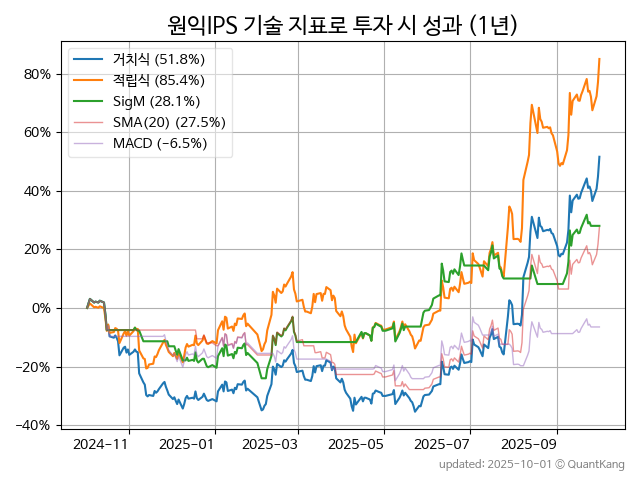 원익IPS 기술 지표로 투자 시 성과 (1년)
거치식 (51.8%)
적립식 (85.4%)
SigM (28.1%)
SMA(20) (27.5%)
MACD (-6.5%)
80%
60%
40%
20%
0%
−20%
−40%
2024-11 2025-01 2025-03 2025-05 2025-07 2025-09
updated: 2025-10-01 © QuantKang